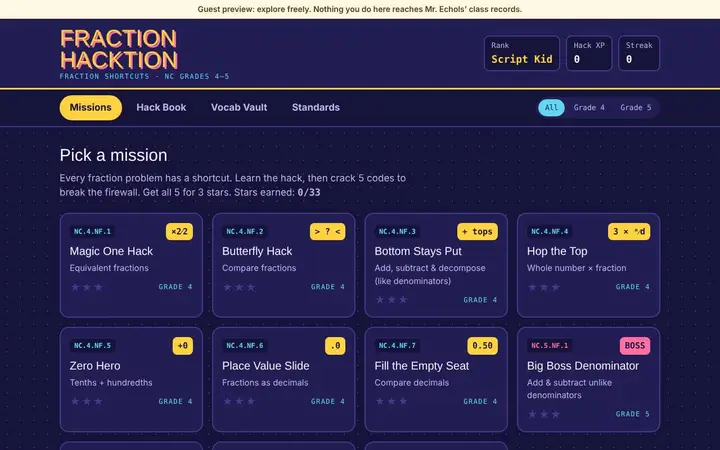 Guest preview: explore freely. Nothing you do here reaches Mr. Echols' class records.
FRACTION
HACKTION
FRACTION SHORTCUTS · NC GRADES 4–5
Rank
Script Kid
Hack XP
0
Streak
0
Missions
Hack Book
Vocab Vault
Standards
All
Grade 4
Grade 5
Pick a mission
Every fraction problem has a shortcut. Learn the hack, then crack 5 codes to
break the firewall. Get all 5 for 3 stars. Stars earned: 0/33
NC.4.NF.1
Magic One Hack
Equivalent fractions
★★★
GRADE 4
NC.4.NF.2
> ? <
Butterfly Hack
Compare fractions
★★★
GRADE 4
NC.4.NF.3
+ tops
Bottom Stays Put
Add, subtract & decompose
(like denominators)
★★★
GRADE 4
NC.4.NF.4
Hop the Top
Whole number × fraction
★★★
GRADE 4
NC.4.NF.5
+0
Zero Hero
Tenths + hundredths
★★★
GRADE 4
NC.4.NF.6
.0
Place Value Slide
Fractions as decimals
★★★
GRADE 4
NC.4.NF.7
0.50
Fill the Empty Seat
Compare decimals
★★★
GRADE 4
NC.5.NF.1
BOSS
Big Boss Denominator
Add & subtract unlike
denominators
★★★
GRADE 5